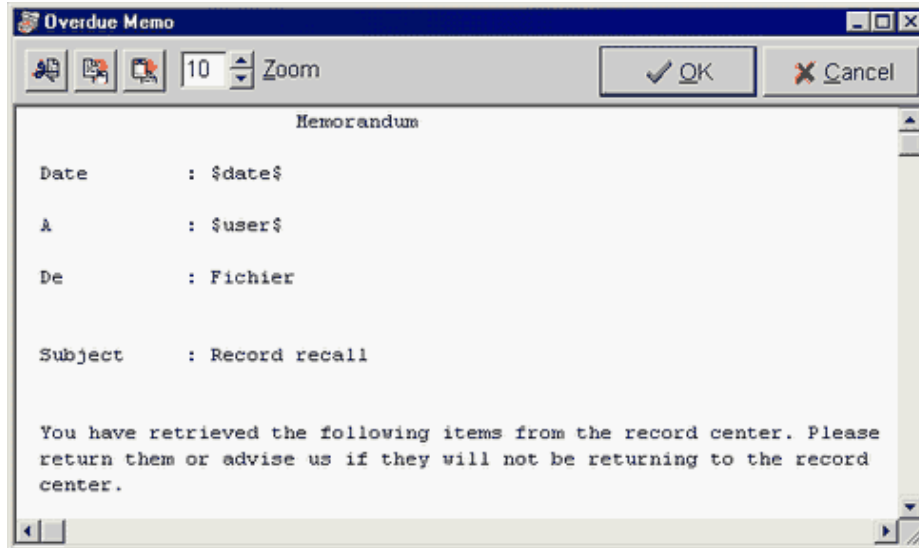 Overdue Memo
10 Zoom OK Cancel
Memorandum
Date : $date$
A : $user$
De : Fichier
Subject : Record recall
You have retrieved the following items from the record center. Please
return them or advise us if they will not be returning to the record
center.